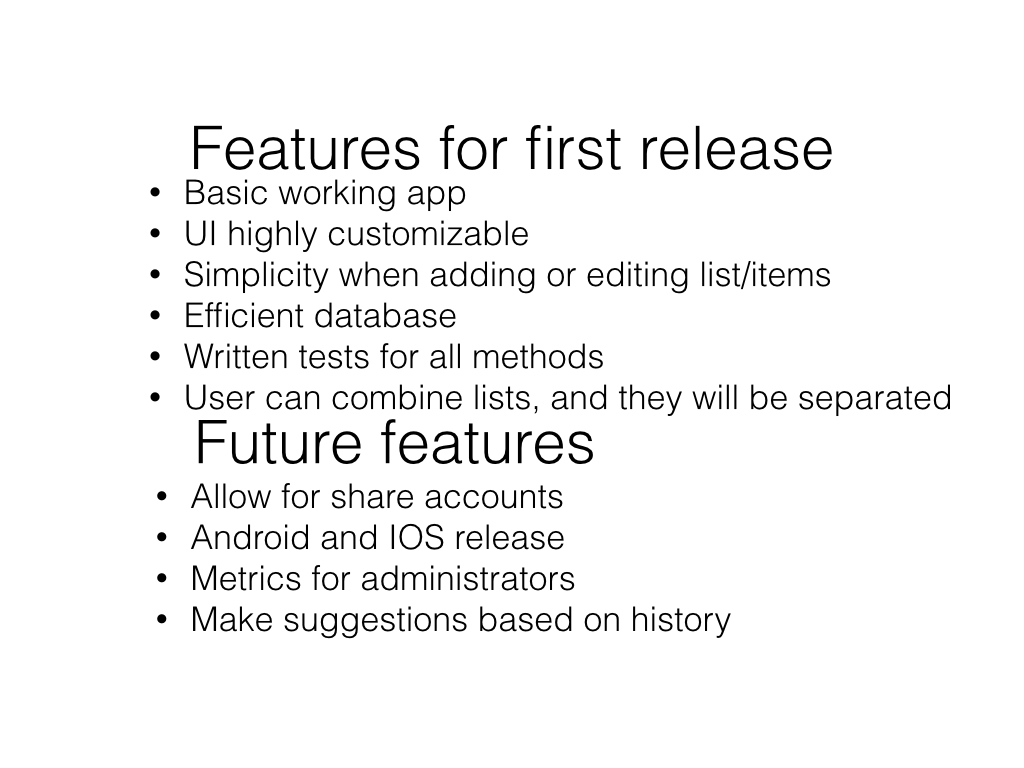 Features for first release
• Basic working app
• UI highly customizable
• Simplicity when adding or editing list/items
• Efficient database
• Written tests for all methods
• User can combine lists, and they will be separated
Future features
• Allow for share accounts
• Android and IOS release
• Metrics for administrators
• Make suggestions based on history